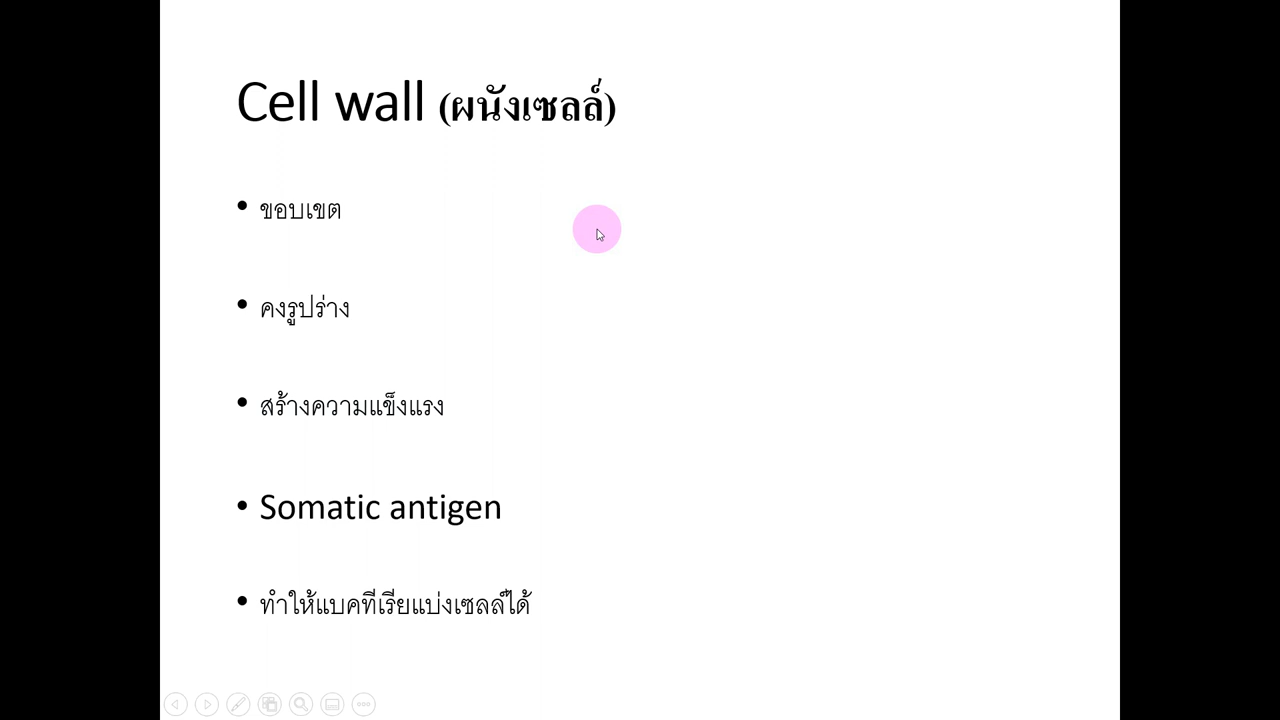 Cell wall (ผนังเซลล์)
• ขอบเขต
• คงรูปร่าง
• สร้างความแข็งแรง
• Somatic antigen
• ทำให้แบคทีเรียแบ่งเซลล์ได้